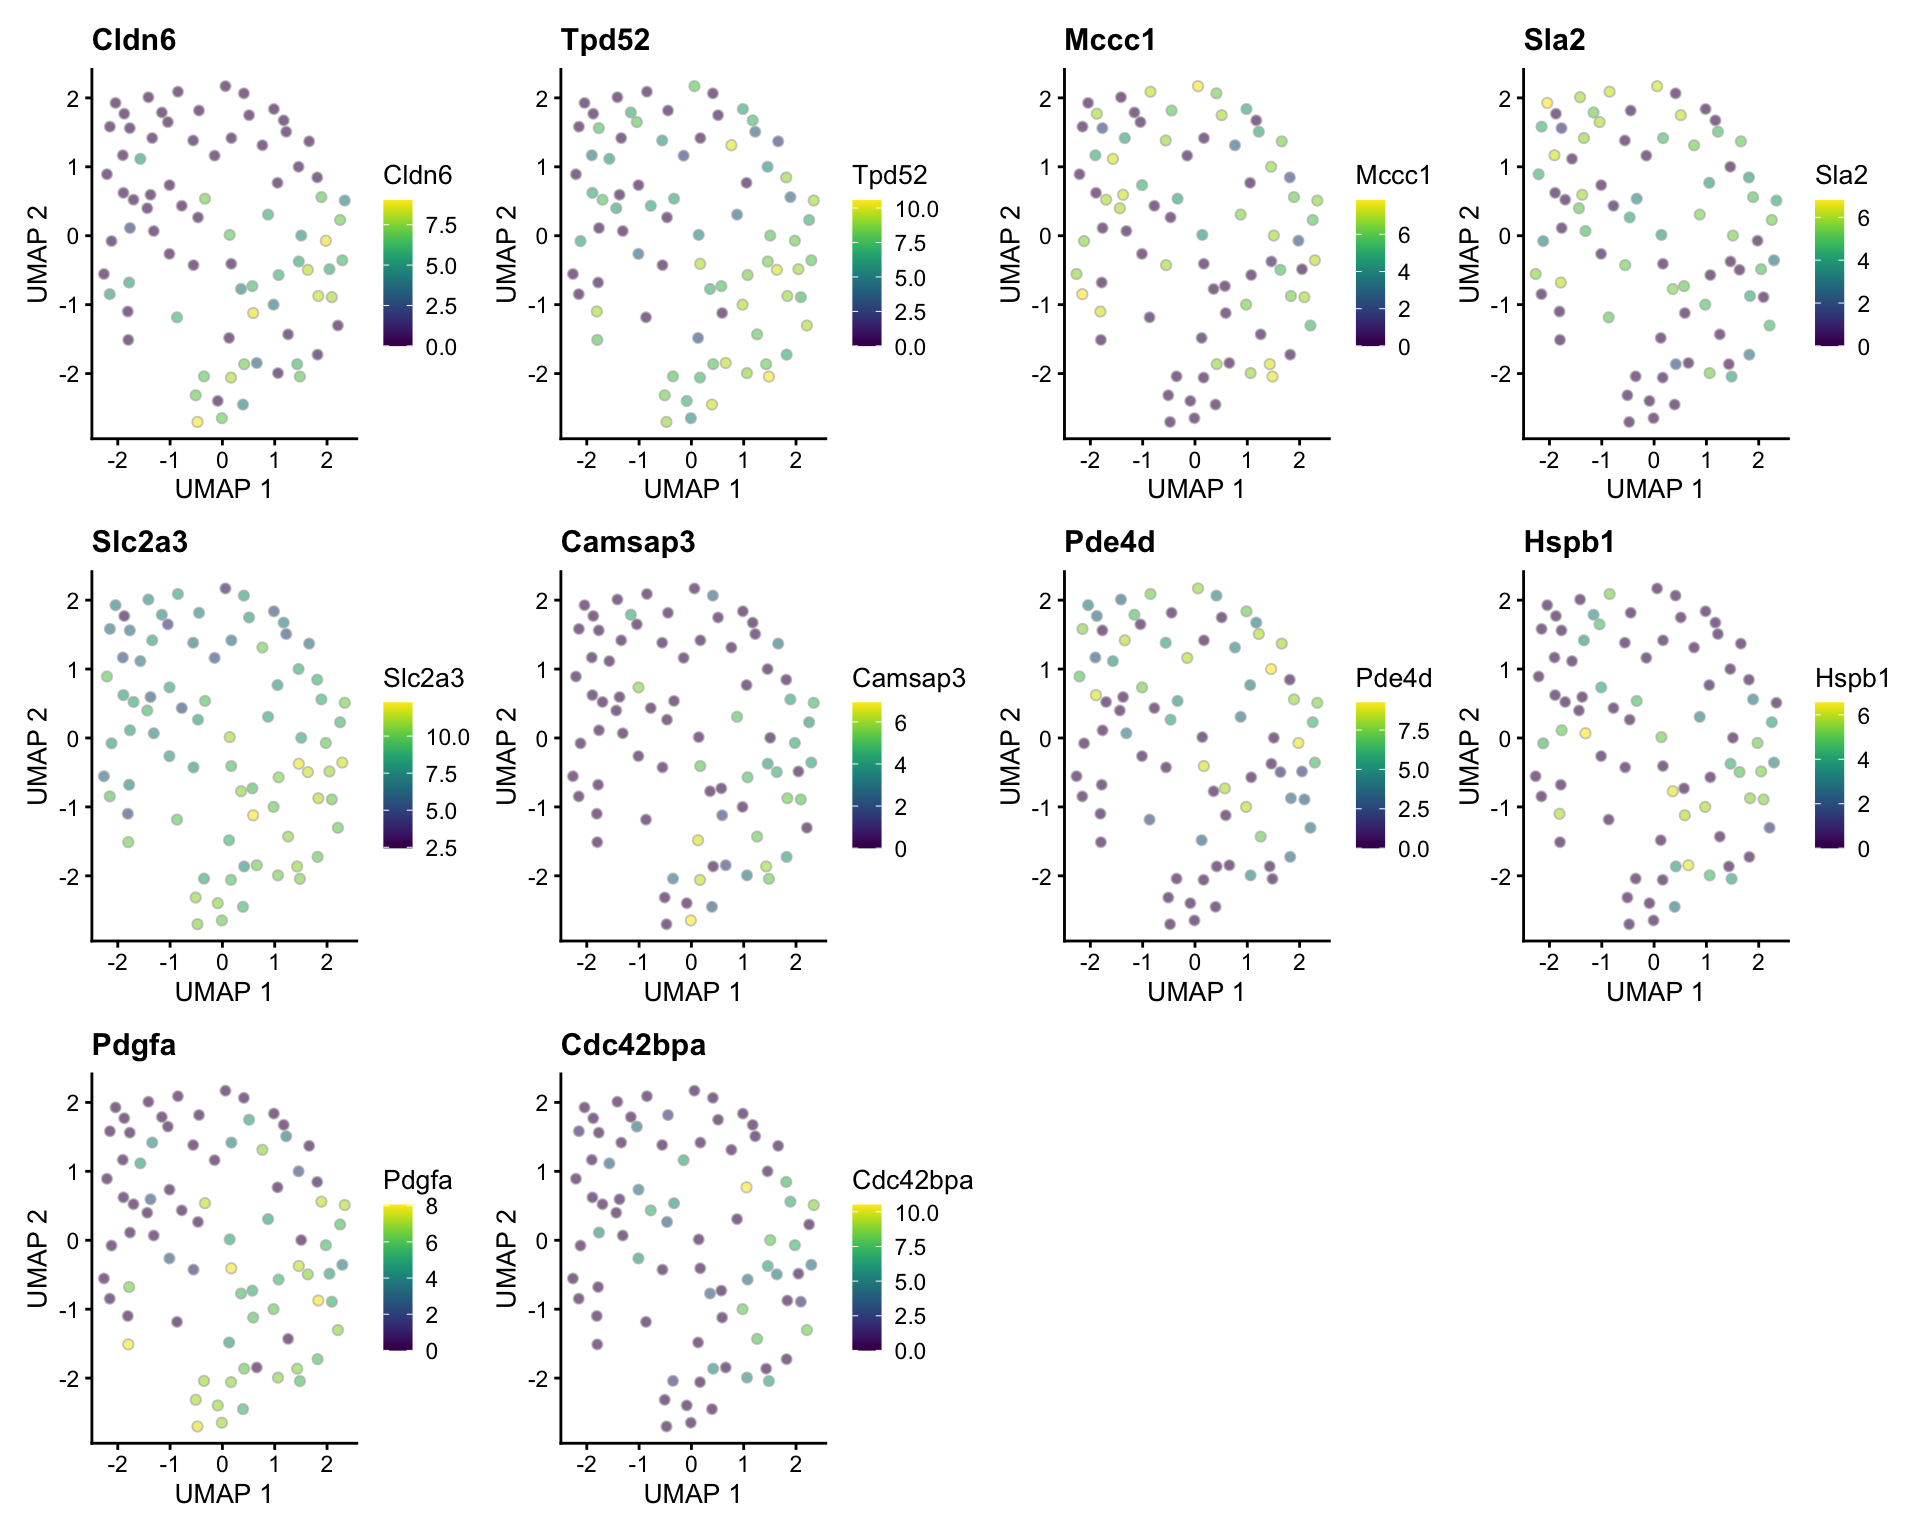 Cldn6 Tpd52 Mccc1 Sla2
2 2 2 2
1 1 1 1
0 0 0 0
-1 -1 -1 -1
-2 -2 -2 -2
-2 -1 0 1 2 -2 -1 0 1 2 -2 -1 0 1 2 -2 -1 0 1 2
UMAP 1 UMAP 1 UMAP 1 UMAP 1
UMAP 2 UMAP 2 UMAP 2 UMAP 2
Cldn6
7.5
5.0
2.5
0.0
Tpd52
10.0
7.5
5.0
2.5
0.0
Mccc1
6
4
2
0
Sla2
6
4
2
0
Slc2a3 Camsap3 Pde4d Hspb1
2 2 2 2
1 1 1 1
0 0 0 0
-1 -1 -1 -1
-2 -2 -2 -2
-2 -1 0 1 2 -2 -1 0 1 2 -2 -1 0 1 2 -2 -1 0 1 2
UMAP 1 UMAP 1 UMAP 1 UMAP 1
UMAP 2 UMAP 2 UMAP 2 UMAP 2
Slc2a3
10.0
7.5
5.0
2.5
Camsap3
6
4
2
0
Pde4d
7.5
5.0
2.5
0.0
Hspb1
6
4
2
0
Pdgfa Cdc42bpa
2 2
1 1
0 0
-1 -1
-2 -2
-2 -1 0 1 2 -2 -1 0 1 2
UMAP 1 UMAP 1
UMAP 2 UMAP 2
Pdgfa
8
6
4
2
0
Cdc42bpa
10.0
7.5
5.0
2.5
0.0